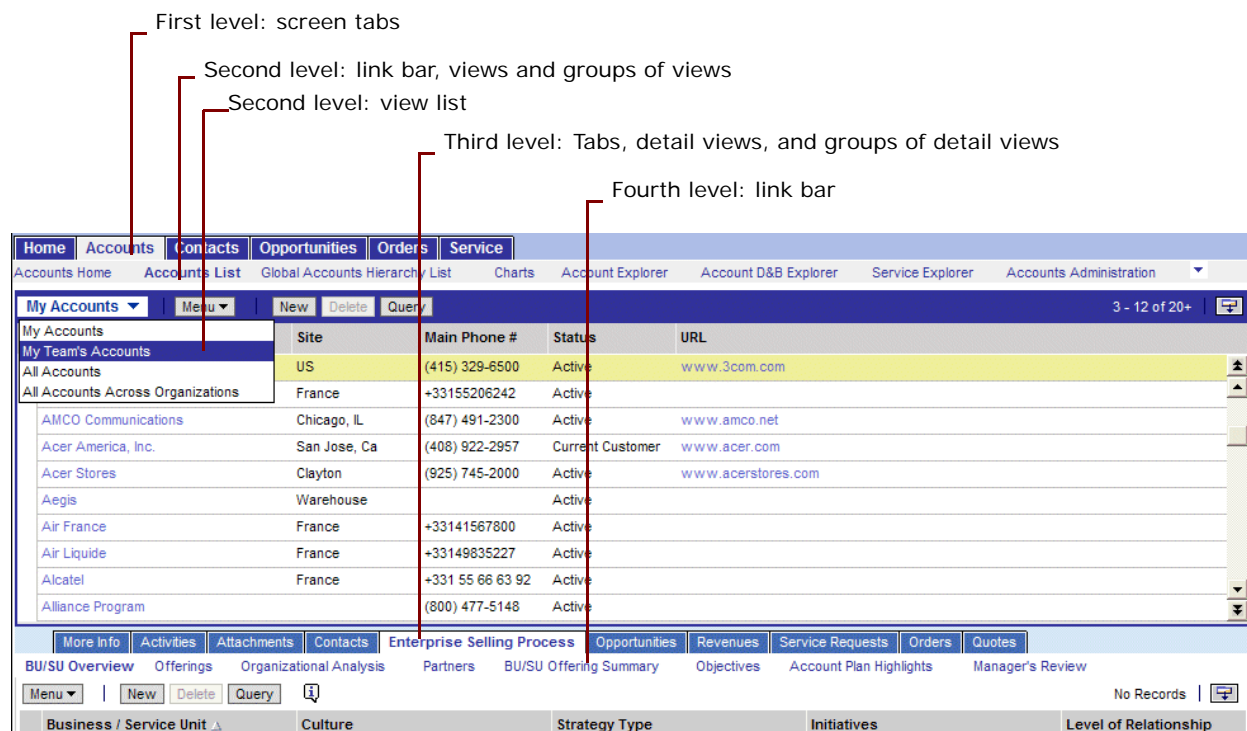 First level: screen tabs
Second level: link bar, views and groups of views
Second level: view list
Third level: Tabs, detail views, and groups of detail views
Fourth level: link bar
Home Accounts Contacts Opportunities Orders Service
Accounts Home Accounts List Global Accounts Hierarchy List Charts Account Explorer Account D&B Explorer Service Explorer Accounts Administration
My Accounts Menu New Delete Query 3 - 12 of 20+
My Accounts
Site Main Phone # Status URL
My Team's Accounts
US (415) 329-6500 Active www.3com.com
All Accounts
All Accounts Across Organizations
France +33155206242 Active
AMCO Communications Chicago, IL (847) 491-2300 Active www.amco.net
Acer America, Inc. San Jose, Ca (408) 922-2957 Current Customer www.acer.com
Acer Stores Clayton (925) 745-2000 Active www.acerstores.com
Aegis Warehouse Active
Air France France +33141567800 Active
Air Liquide France +33149835227 Active
Alcatel France +331 55 66 63 92 Active
Alliance Program (800) 477-5148 Active
More Info Activities Attachments Contacts Enterprise Selling Process Opportunities Revenues Service Requests Orders Quotes
BU/SU Overview Offerings Organizational Analysis Partners BU/SU Offering Summary Objectives Account Plan Highlights Manager's Review
Menu New Delete Query No Records
Business / Service Unit Culture Strategy Type Initiatives Level of Relationship